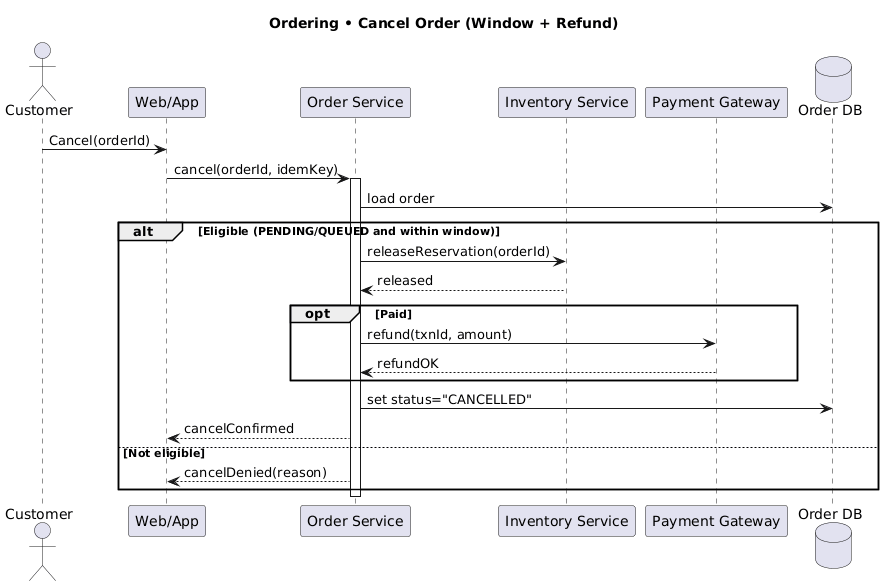 Ordering • Cancel Order (Window + Refund)
Customer
Web/App
Order Service
Inventory Service
Payment Gateway
Order DB
Cancel(orderId)
cancel(orderId, idemKey)
load order
alt
[Eligible (PENDING/QUEUED and within window)]
releaseReservation(orderId)
released
opt
[Paid]
refund(txnId, amount)
refundOK
set status="CANCELLED"
cancelConfirmed
[Not eligible]
cancelDenied(reason)
Customer
Web/App
Order Service
Inventory Service
Payment Gateway
Order DB